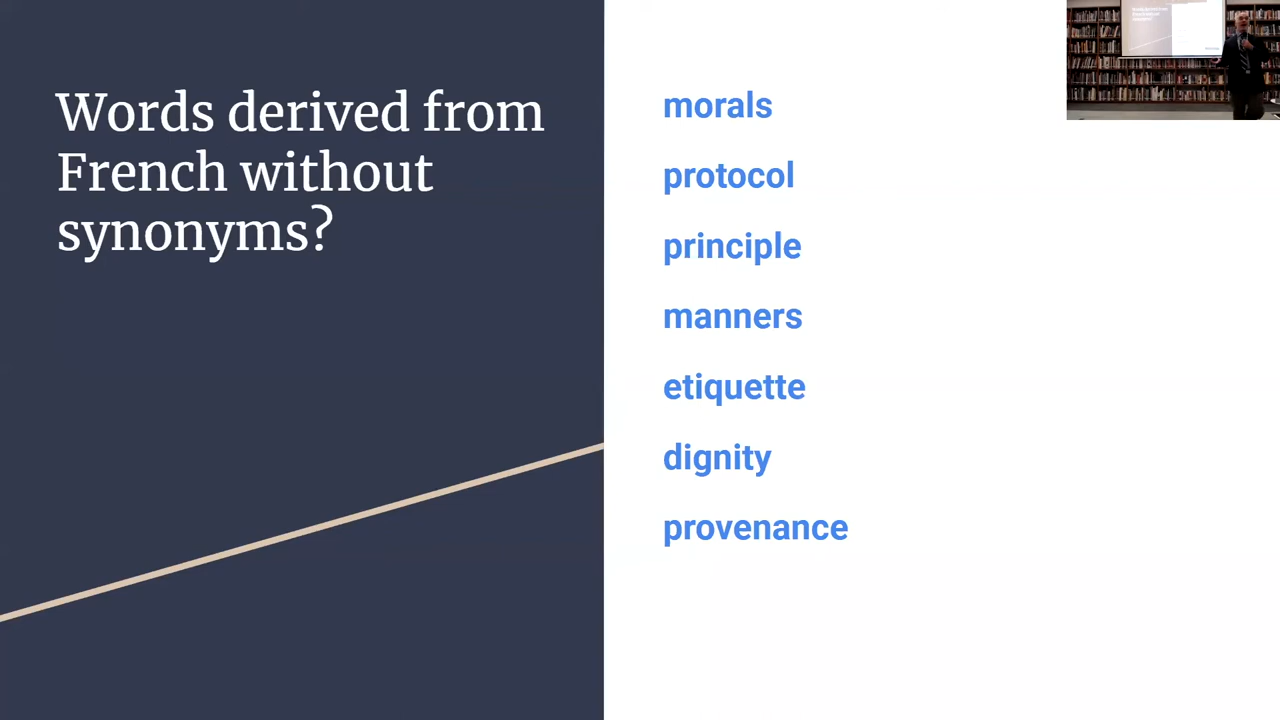 Words derived from
French without
synonyms?
morals
protocol
principle
manners
etiquette
dignity
provenance